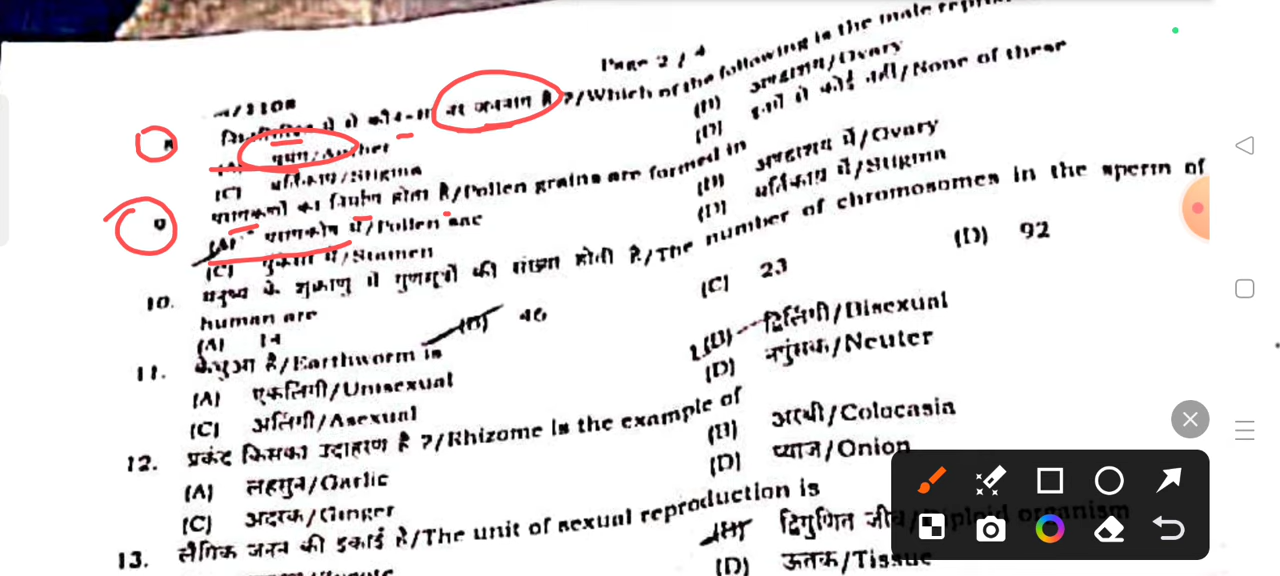 Page 2 / 4
है ?/Which of the following is the male
(C) वर्तिकाग्र/Stigma
(B) अण्डाशय/Ovary
(D) इनमें से कोई नहीं/None of these
परागकणों का निर्माण होता है/Pollen grains are formed in
(A) परागकोष में/Pollen sac
(B) अण्डाशय में/Ovary
(C) पुंकेसर में/Stamen
(D) वर्तिकाग्र में/Stigma
10. मनुष्य के शुक्राणु में गुणसूत्रों की संख्या होती है/The number of chromosomes in the sperm of
human are
(A) 14
(B) 46
(C) 23
(D) 92
11. केंचुआ है/Earthworm is
(A) एकलिंगी/Unisexual
(B) द्विलिंगी/Bisexual
(C) अलिंगी/Asexual
(D) नपुंसक/Neuter
12. प्रकंद किसका उदाहरण है ?/Rhizome is the example of
(A) लहसुन/Garlic
(B) अरबी/Colocasia
(C) अदरक/Ginger
(D) प्याज/Onion
13. लैंगिक जनन की इकाई है/The unit of sexual reproduction is
(B) द्विगुणित जीव/Diploid organism
(D) ऊतक/Tissue